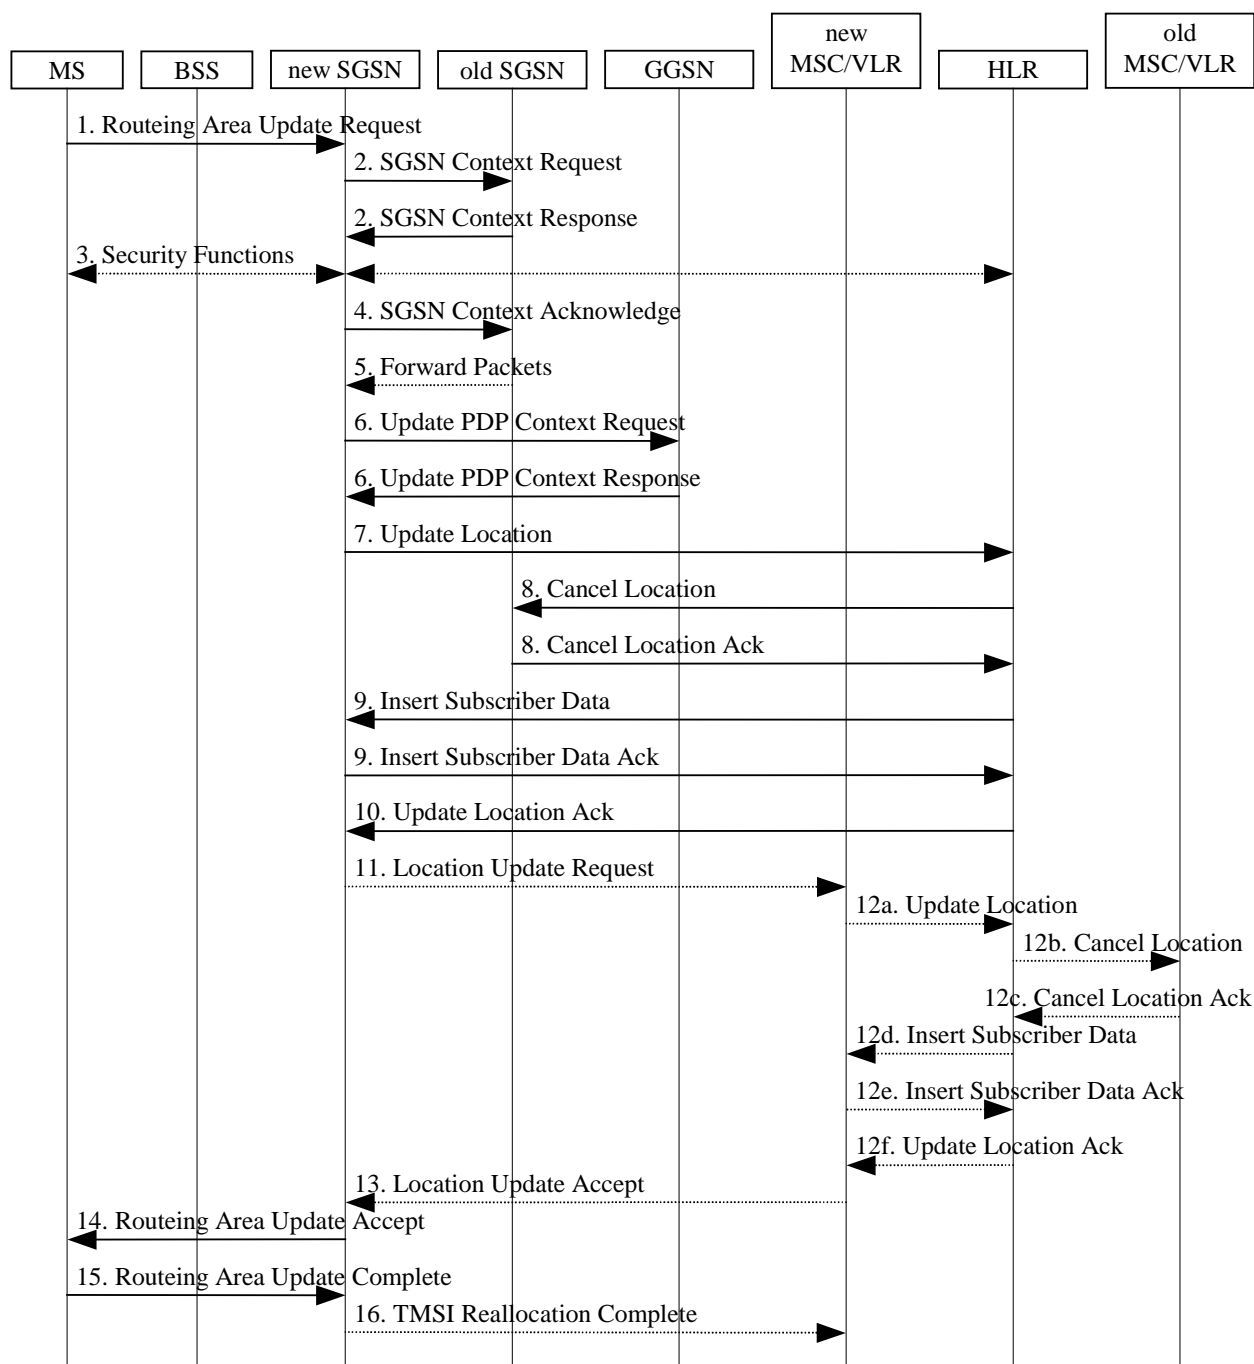 new
old
MS
BSS
new SGSN
old SGSN
GGSN
MSC/VLR
HLR
MSC/VLR
1. Routeing Area Update Request
2. SGSN Context Request
2. SGSN Context Response
3. Security Functions
4. SGSN Context Acknowledge
5. Forward Packets
6. Update PDP Context Request
6. Update PDP Context Response
7. Update Location
8. Cancel Location
8. Cancel Location Ack
9. Insert Subscriber Data
9. Insert Subscriber Data Ack
10. Update Location Ack
11. Location Update Request
12a. Update Location
12b. Cancel Location
12c. Cancel Location Ack
12d. Insert Subscriber Data
12e. Insert Subscriber Data Ack
12f. Update Location Ack
13. Location Update Accept
14. Routeing Area Update Accept
15. Routeing Area Update Complete
16. TMSI Reallocation Complete